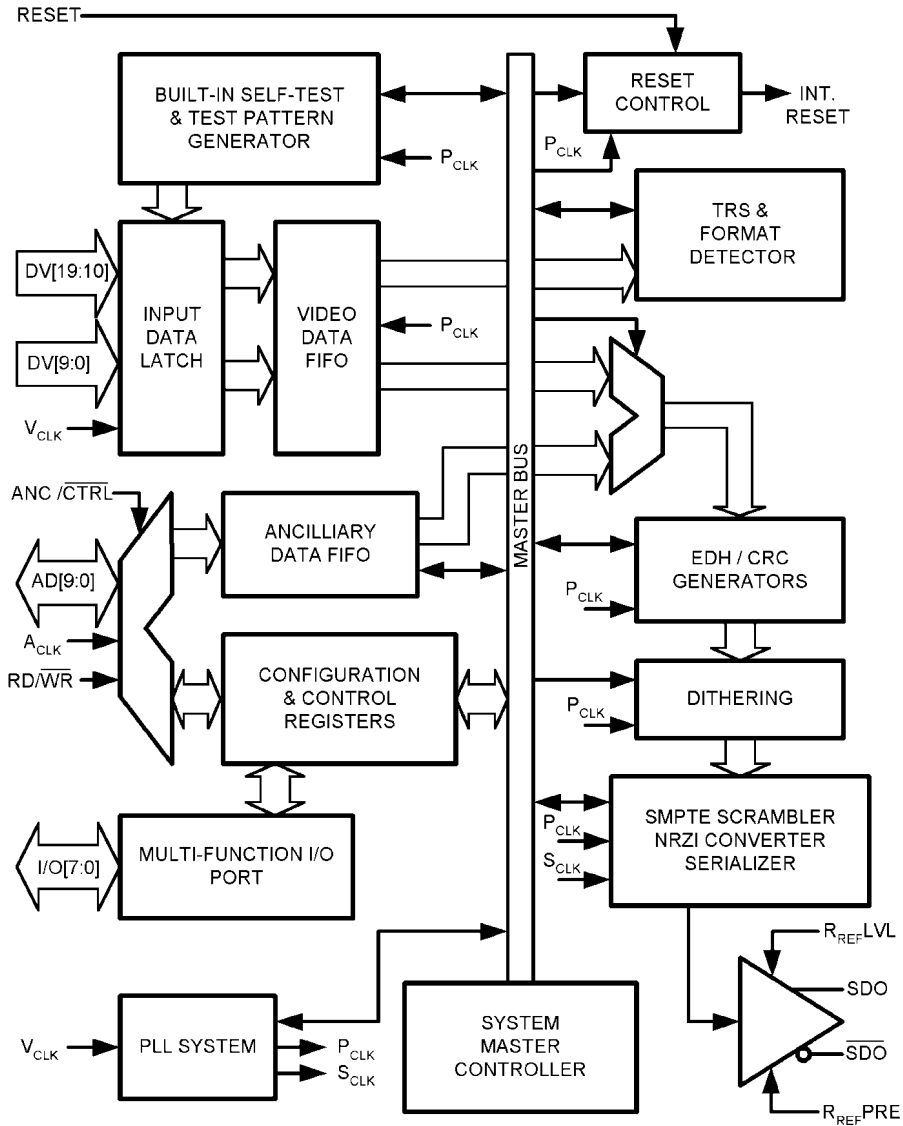 RESET
BUILT-IN SELF-TEST
& TEST PATTERN
GENERATOR
RESET
CONTROL
INT.
RESET
PCLK
PCLK
TRS &
FORMAT
DETECTOR
DV[19:10]
DV[9:0]
VCLK
INPUT
DATA
LATCH
VIDEO
DATA
FIFO
PCLK
MASTER BUS
ANC /CTRL
AD[9:0]
ACLK
RD/WR
ANCILLIARY
DATA FIFO
EDH / CRC
GENERATORS
PCLK
CONFIGURATION
& CONTROL
REGISTERS
DITHERING
PCLK
SMPTE SCRAMBLER
NRZI CONVERTER
SERIALIZER
PCLK
SCLK
I/O[7:0]
MULTI-FUNCTION I/O
PORT
RREFLVL
SDO
SDO
RREFPRE
VCLK
PLL SYSTEM
PCLK
SCLK
SYSTEM
MASTER
CONTROLLER